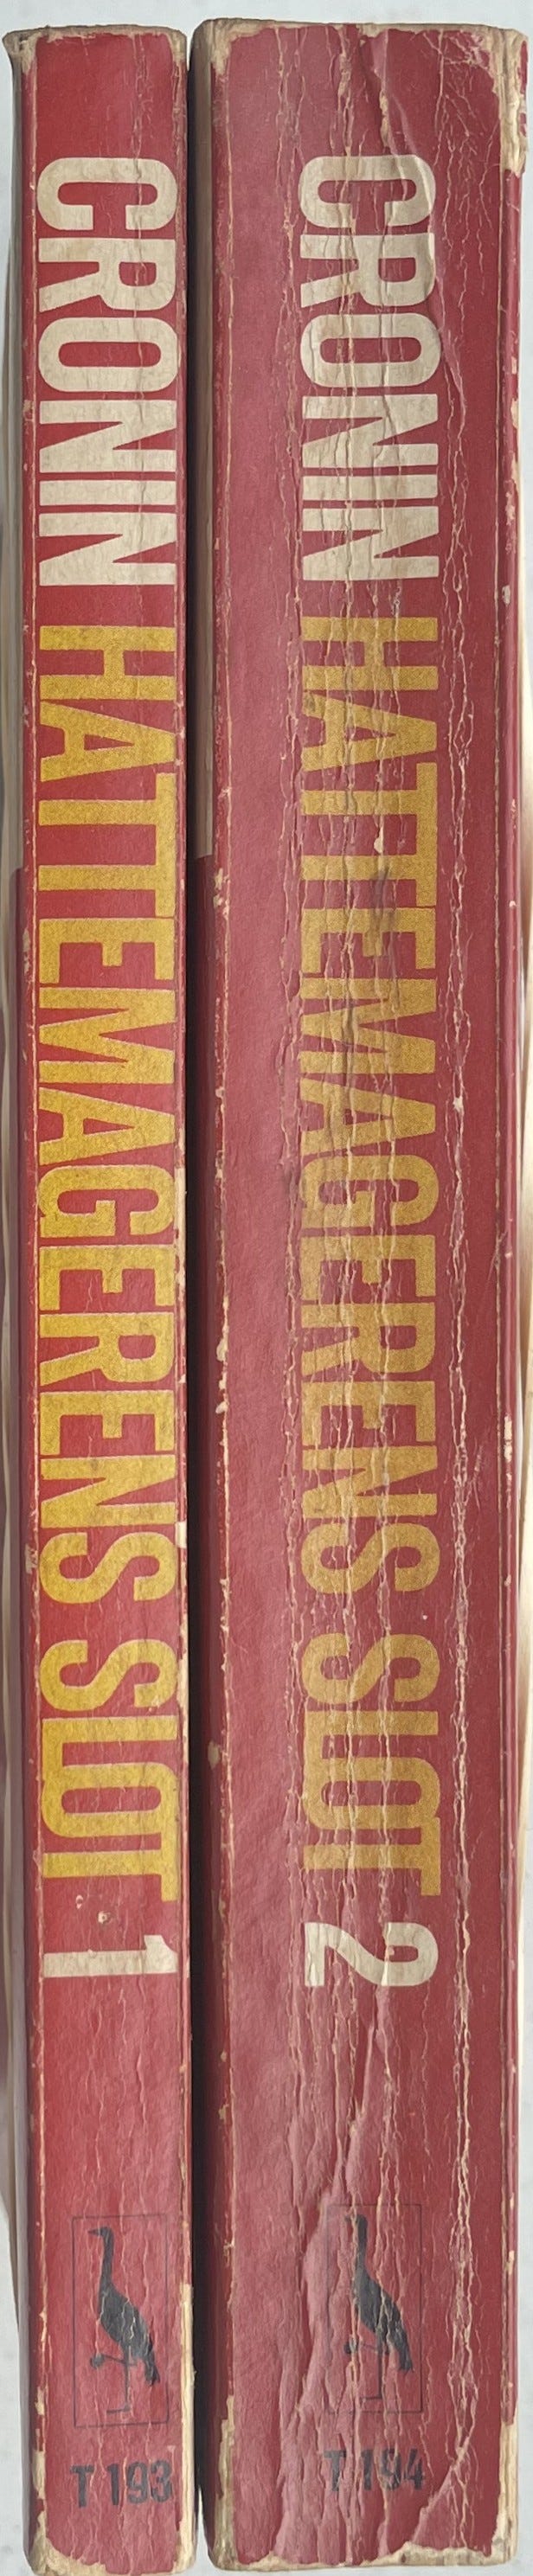 CRONIN HATTEMAGERENS SLOT 1
T 193
CRONIN HATTEMAGERENS SLOT 2
T 194